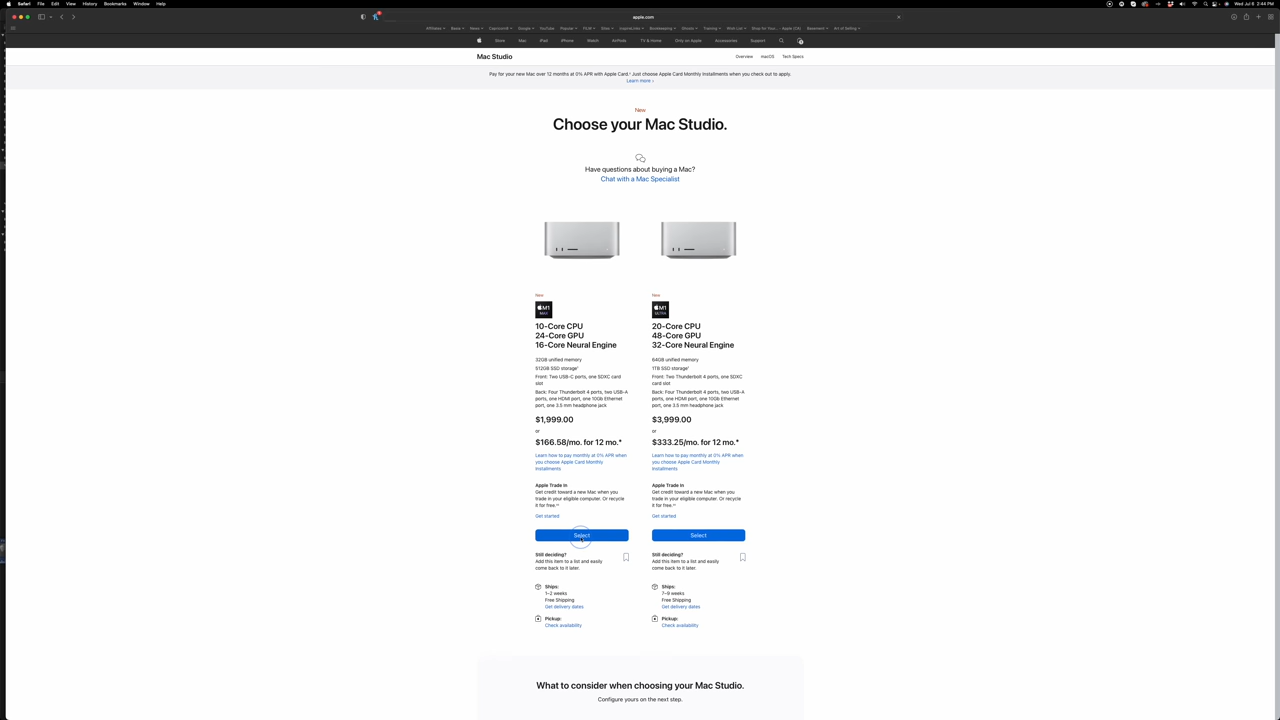 Safari File Edit View History Bookmarks Window Help
Wed Jul 6 2:44 PM
apple.com
Store Mac iPad iPhone Watch AirPods TV & Home Only on Apple Accessories Support
Mac Studio
Overview macOS Tech Specs
Pay for your new Mac over 12 months at 0% APR with Apple Card.◊ Just choose Apple Card Monthly Installments when you check out to apply.
Learn more ›
New
Choose your Mac Studio.
Have questions about buying a Mac?
Chat with a Mac Specialist
New
M1
MAX
10-Core CPU
24-Core GPU
16-Core Neural Engine
32GB unified memory
512GB SSD storage¹
Front: Two USB-C ports, one SDXC card
slot
Back: Four Thunderbolt 4 ports, two USB-A
ports, one HDMI port, one 10Gb Ethernet
port, one 3.5 mm headphone jack
$1,999.00
or
$166.58/mo. for 12 mo.*
Learn how to pay monthly at 0% APR when
you choose Apple Card Monthly
Installments
Apple Trade In
Get credit toward a new Mac when you
trade in your eligible computer. Or recycle
it for free.**
Get started
Select
Still deciding?
Add this item to a list and easily
come back to it later.
Ships:
1–2 weeks
Free Shipping
Get delivery dates
Pickup:
Check availability
New
M1
ULTRA
20-Core CPU
48-Core GPU
32-Core Neural Engine
64GB unified memory
1TB SSD storage¹
Front: Two Thunderbolt 4 ports, one SDXC
card slot
Back: Four Thunderbolt 4 ports, two USB-A
ports, one HDMI port, one 10Gb Ethernet
port, one 3.5 mm headphone jack
$3,999.00
or
$333.25/mo. for 12 mo.*
Learn how to pay monthly at 0% APR when
you choose Apple Card Monthly
Installments
Apple Trade In
Get credit toward a new Mac when you
trade in your eligible computer. Or recycle
it for free.**
Get started
Select
Still deciding?
Add this item to a list and easily
come back to it later.
Ships:
7–9 weeks
Free Shipping
Get delivery dates
Pickup:
Check availability
What to consider when choosing your Mac Studio.
Configure yours on the next step.